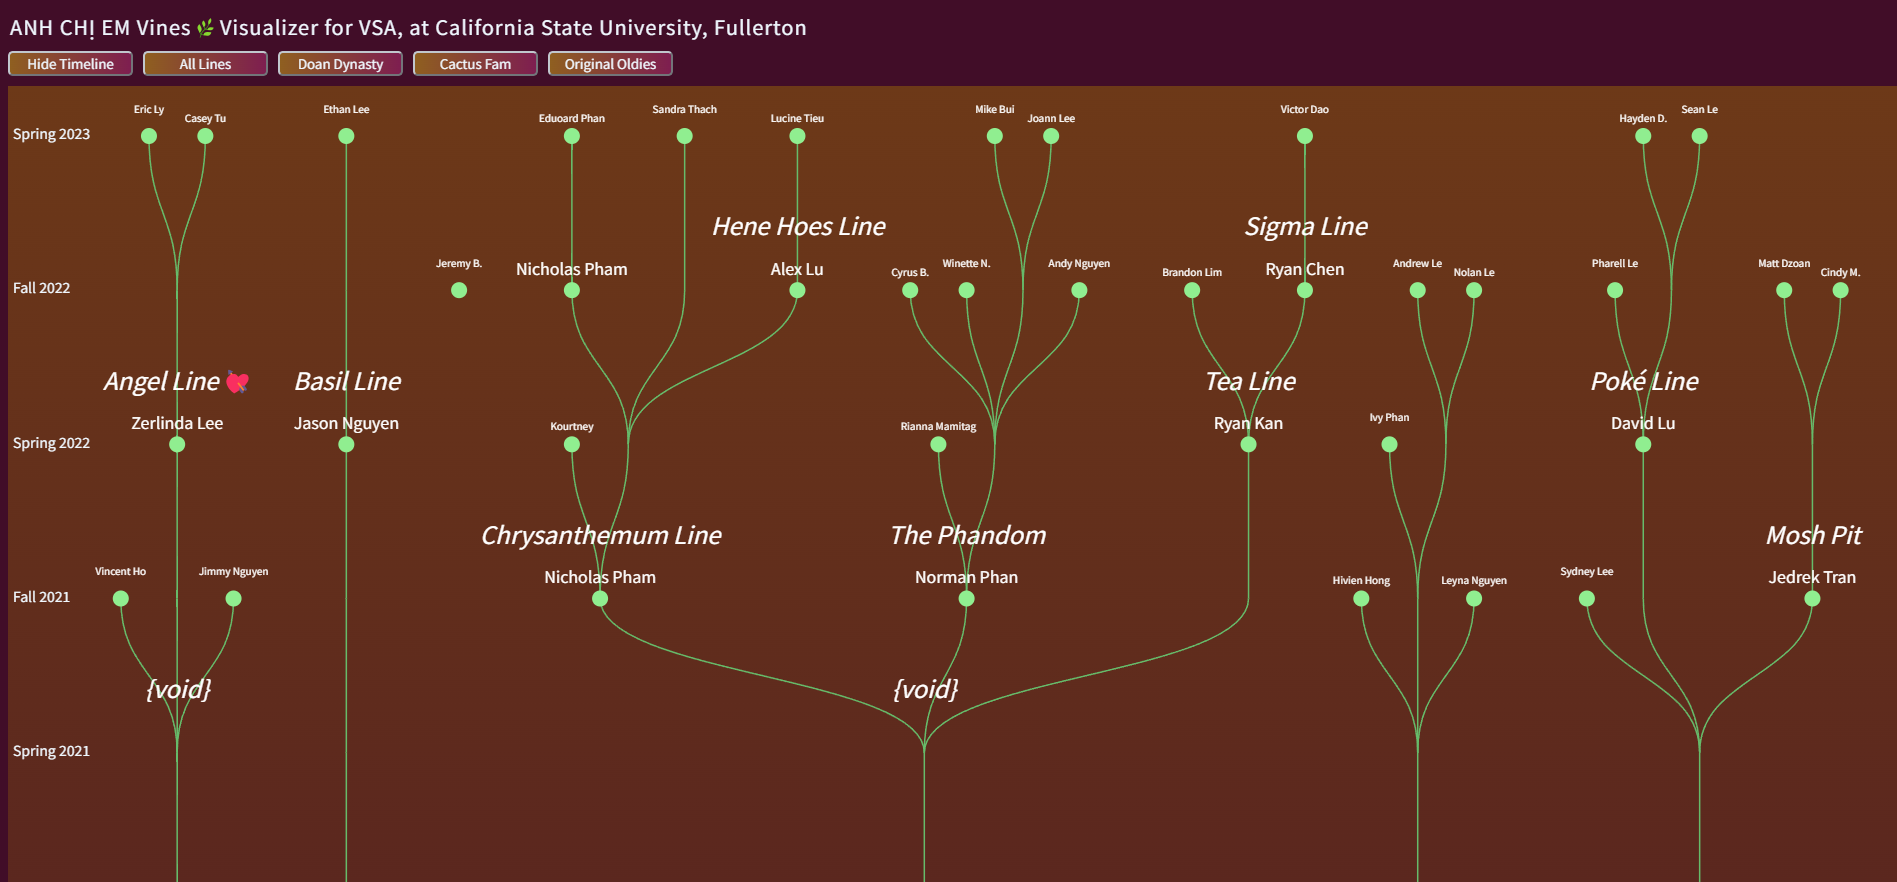 ANH CHỊ EM Vines 🌿 Visualizer for VSA, at California State University, Fullerton
Hide Timeline
All Lines
Doan Dynasty
Cactus Fam
Original Oldies
Eric Ly
Casey Tu
Ethan Lee
Eduoard Phan
Sandra Thach
Lucine Tieu
Mike Bui
Joann Lee
Victor Dao
Hayden D.
Sean Le
Spring 2023
Hene Hoes Line
Sigma Line
Jeremy B.
Nicholas Pham
Alex Lu
Cyrus B.
Winette N.
Andy Nguyen
Brandon Lim
Ryan Chen
Andrew Le
Nolan Le
Pharell Le
Matt Dzoan
Cindy M.
Fall 2022
Angel Line 💘
Basil Line
Tea Line
Poké Line
Zerlinda Lee
Jason Nguyen
Kourtney
Rianna Mamitag
Ryan Kan
Ivy Phan
David Lu
Spring 2022
Chrysanthemum Line
The Phandom
Mosh Pit
Vincent Ho
Jimmy Nguyen
Nicholas Pham
Norman Phan
Hivien Hong
Leyna Nguyen
Sydney Lee
Jedrek Tran
Fall 2021
{void}
{void}
Spring 2021